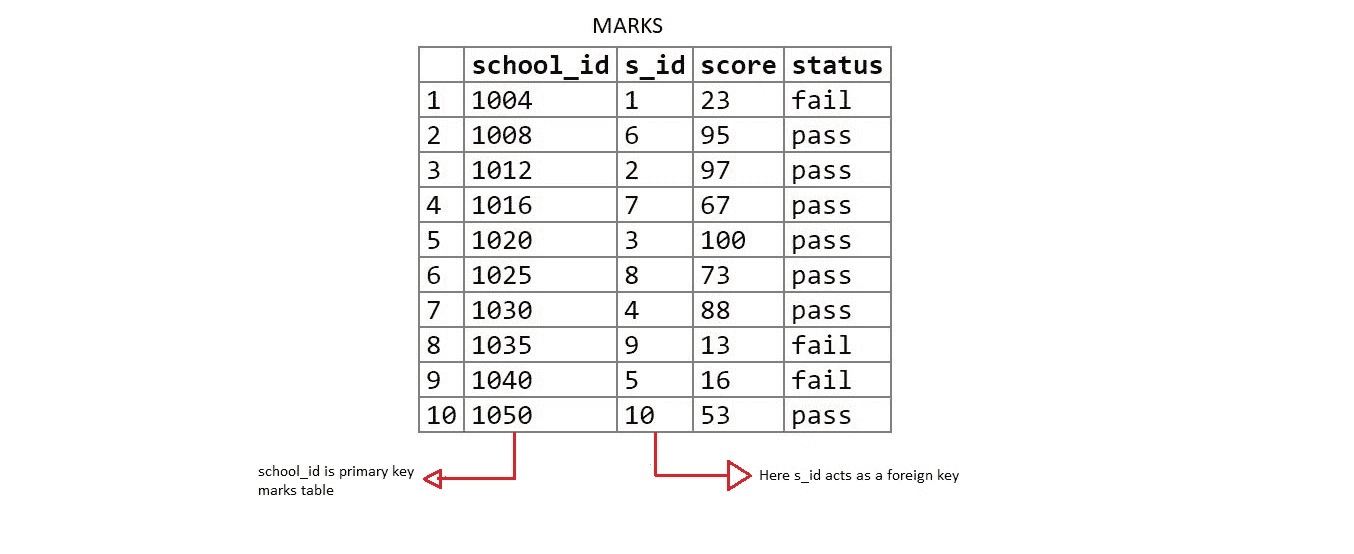 MARKS
school_id s_id score status
1 1004 1 23 fail
2 1008 6 95 pass
3 1012 2 97 pass
4 1016 7 67 pass
5 1020 3 100 pass
6 1025 8 73 pass
7 1030 4 88 pass
8 1035 9 13 fail
9 1040 5 16 fail
10 1050 10 53 pass
school_id is primary key
marks table
Here s_id acts as a foreign key